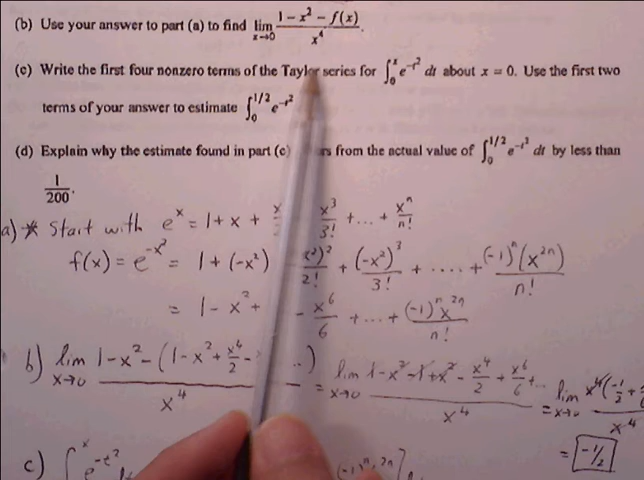 (b) Use your answer to part (a) to find lim x→0 (1 − x² − f(x))/x⁴.
(c) Write the first four nonzero terms of the Taylor series for ∫₀ˣ e^(−t²) dt about x = 0. Use the first two
terms of your answer to estimate ∫₀^(1/2) e^(−t²)
(d) Explain why the estimate found in part (c) from the actual value of ∫₀^(1/2) e^(−t²) dt by less than
1/200.
a) * Start with eˣ = 1 + x + x³/3! + ... + xⁿ/n!
f(x) = e^(−x²) = 1 + (−x²) x²)²/2! + (−x²)³/3! + .... + (−1)ⁿ(x²ⁿ)/n!
= 1 − x² + − x⁶/6 + ... + (−1)ⁿx²ⁿ/n!
b) lim x→0 (1 − x² − (1 − x² + x⁴/2 − ..))/x⁴ = lim x→0 (1 − x² − 1 + x² − x⁴/2 + x⁶/6 + ...)/x⁴ = lim x→0 x⁴(−1/2 + /x⁴
= −1/2
c) ∫ˣ e^(−t²) (−1)ⁿ